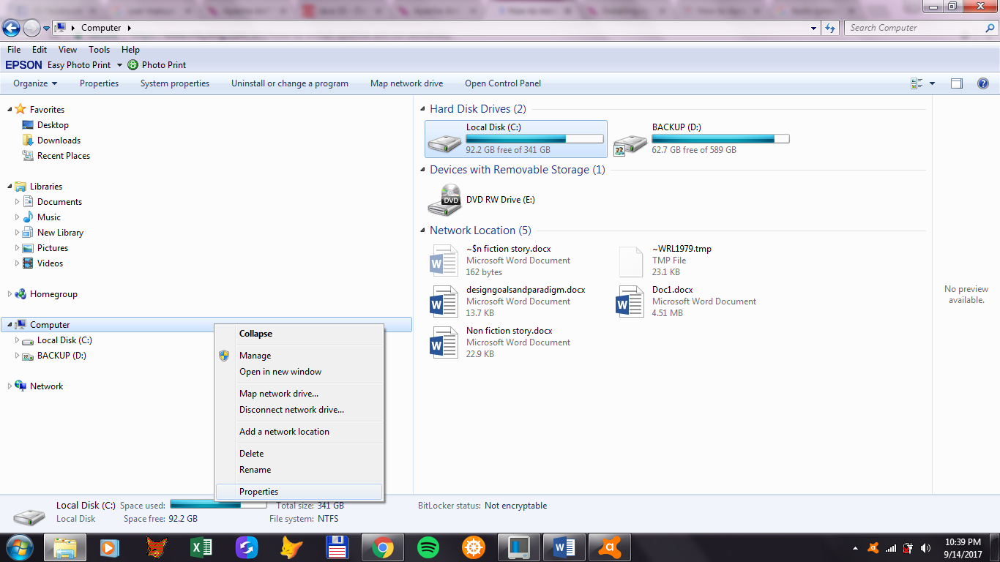 Computer
Search Computer
File Edit View Tools Help
EPSON Easy Photo Print Photo Print
Organize Properties System properties Uninstall or change a program Map network drive Open Control Panel
Favorites
Desktop
Downloads
Recent Places
Libraries
Documents
Music
New Library
Pictures
Videos
Homegroup
Computer
Local Disk (C:)
BACKUP (D:)
Network
Collapse
Manage
Open in new window
Map network drive...
Disconnect network drive...
Add a network location
Delete
Rename
Properties
Hard Disk Drives (2)
Local Disk (C:)
92.2 GB free of 341 GB
BACKUP (D:)
62.7 GB free of 589 GB
Devices with Removable Storage (1)
DVD
DVD RW Drive (E:)
Network Location (5)
~$n fiction story.docx
Microsoft Word Document
162 bytes
~WRL1979.tmp
TMP File
23.1 KB
designgoalsandparadigm.docx
Microsoft Word Document
13.7 KB
Doc1.docx
Microsoft Word Document
4.51 MB
Non fiction story.docx
Microsoft Word Document
22.9 KB
No preview
available.
Local Disk (C:) Space used: Total size: 341 GB BitLocker status: Not encryptable
Local Disk Space free: 92.2 GB File system: NTFS
10:39 PM
9/14/2017